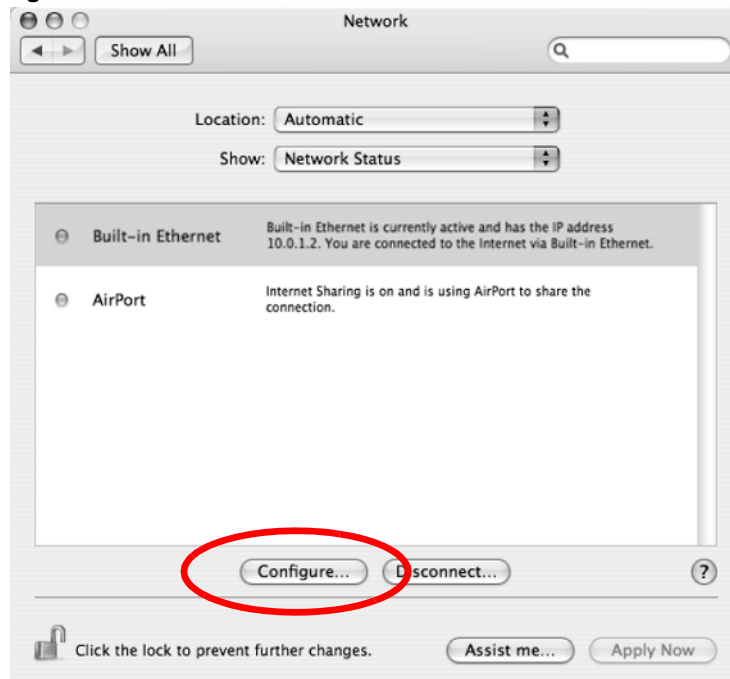 Network
Show All
Location: Automatic
Show: Network Status
Built-in Ethernet
Built-in Ethernet is currently active and has the IP address
10.0.1.2. You are connected to the Internet via Built-in Ethernet.
AirPort
Internet Sharing is on and is using AirPort to share the
connection.
Configure... Disconnect... ?
Click the lock to prevent further changes. Assist me... Apply Now